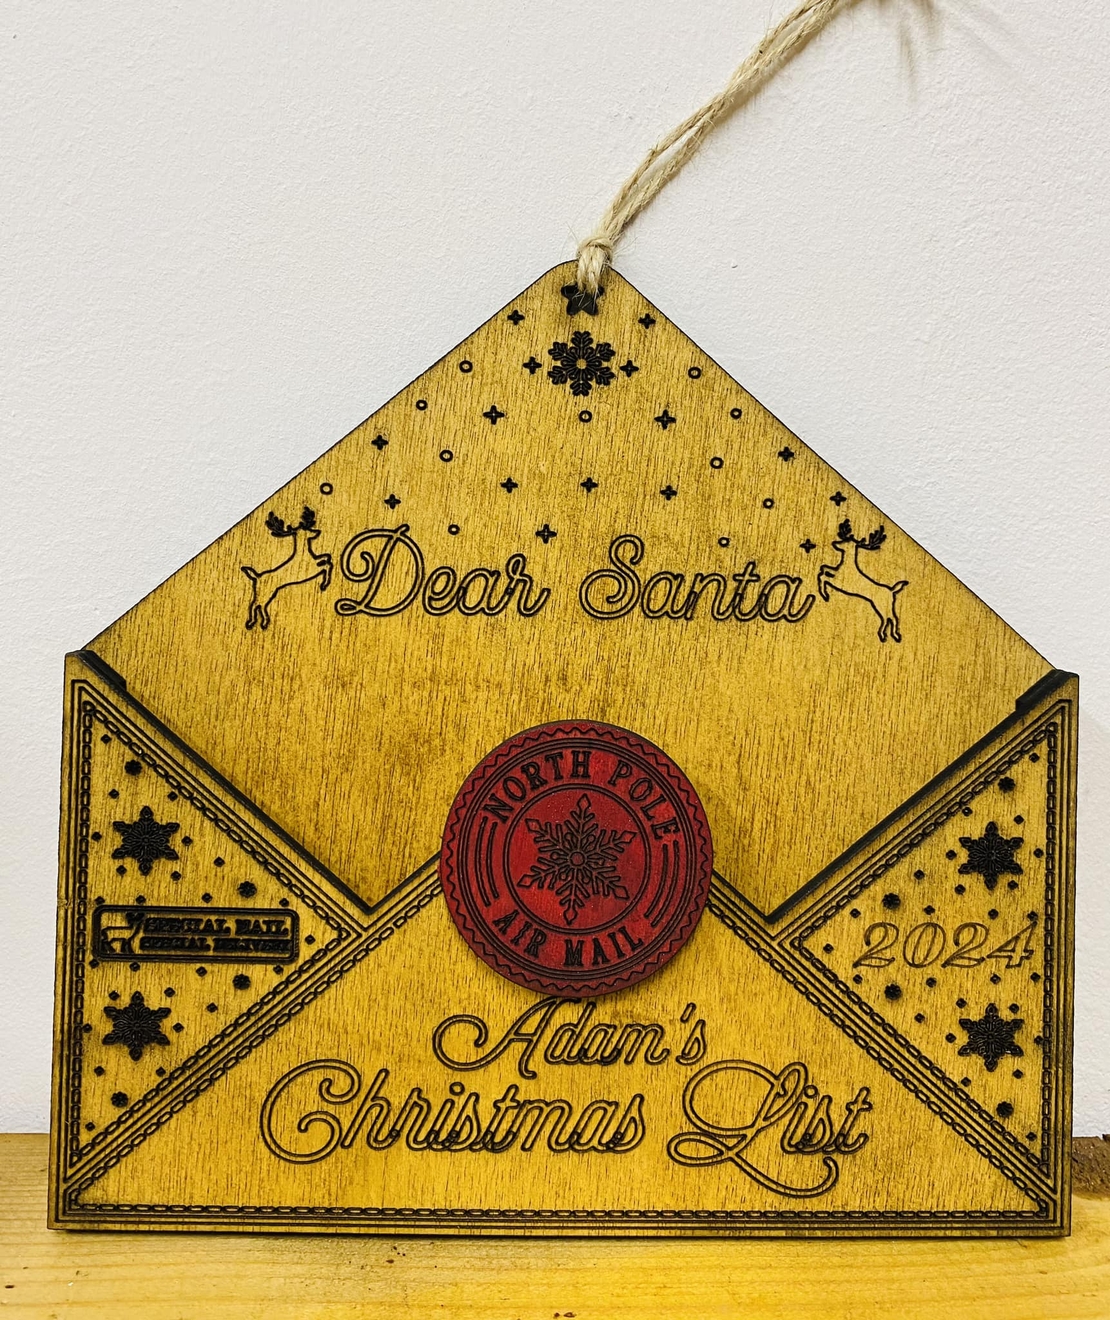 Dear Santa
NORTH POLE
AIR MAIL
SPECIAL MAIL
SPECIAL DELIVERY
2024
Adam's
Christmas List